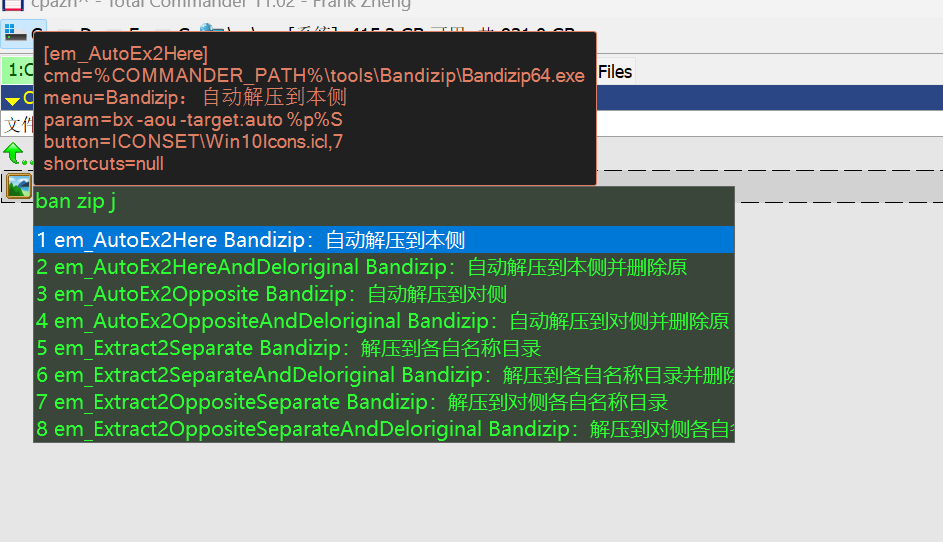 cpazh^ - Total Commander 11.02 - Frank Zheng
[em_AutoEx2Here]
cmd=%COMMANDER_PATH%\tools\Bandizip\Bandizip64.exe
menu=Bandizip：自动解压到本侧
param=bx -aou -target:auto %p%S
button=ICONSET\Win10Icons.icl,7
shortcuts=null
1:C
Files
文件
ban zip j
1 em_AutoEx2Here Bandizip：自动解压到本侧
2 em_AutoEx2HereAndDeloriginal Bandizip：自动解压到本侧并删除原
3 em_AutoEx2Opposite Bandizip：自动解压到对侧
4 em_AutoEx2OppositeAndDeloriginal Bandizip：自动解压到对侧并删除原
5 em_Extract2Separate Bandizip：解压到各自名称目录
6 em_Extract2SeparateAndDeloriginal Bandizip：解压到各自名称目录并删除
7 em_Extract2OppositeSeparate Bandizip：解压到对侧各自名称目录
8 em_Extract2OppositeSeparateAndDeloriginal Bandizip：解压到对侧各自